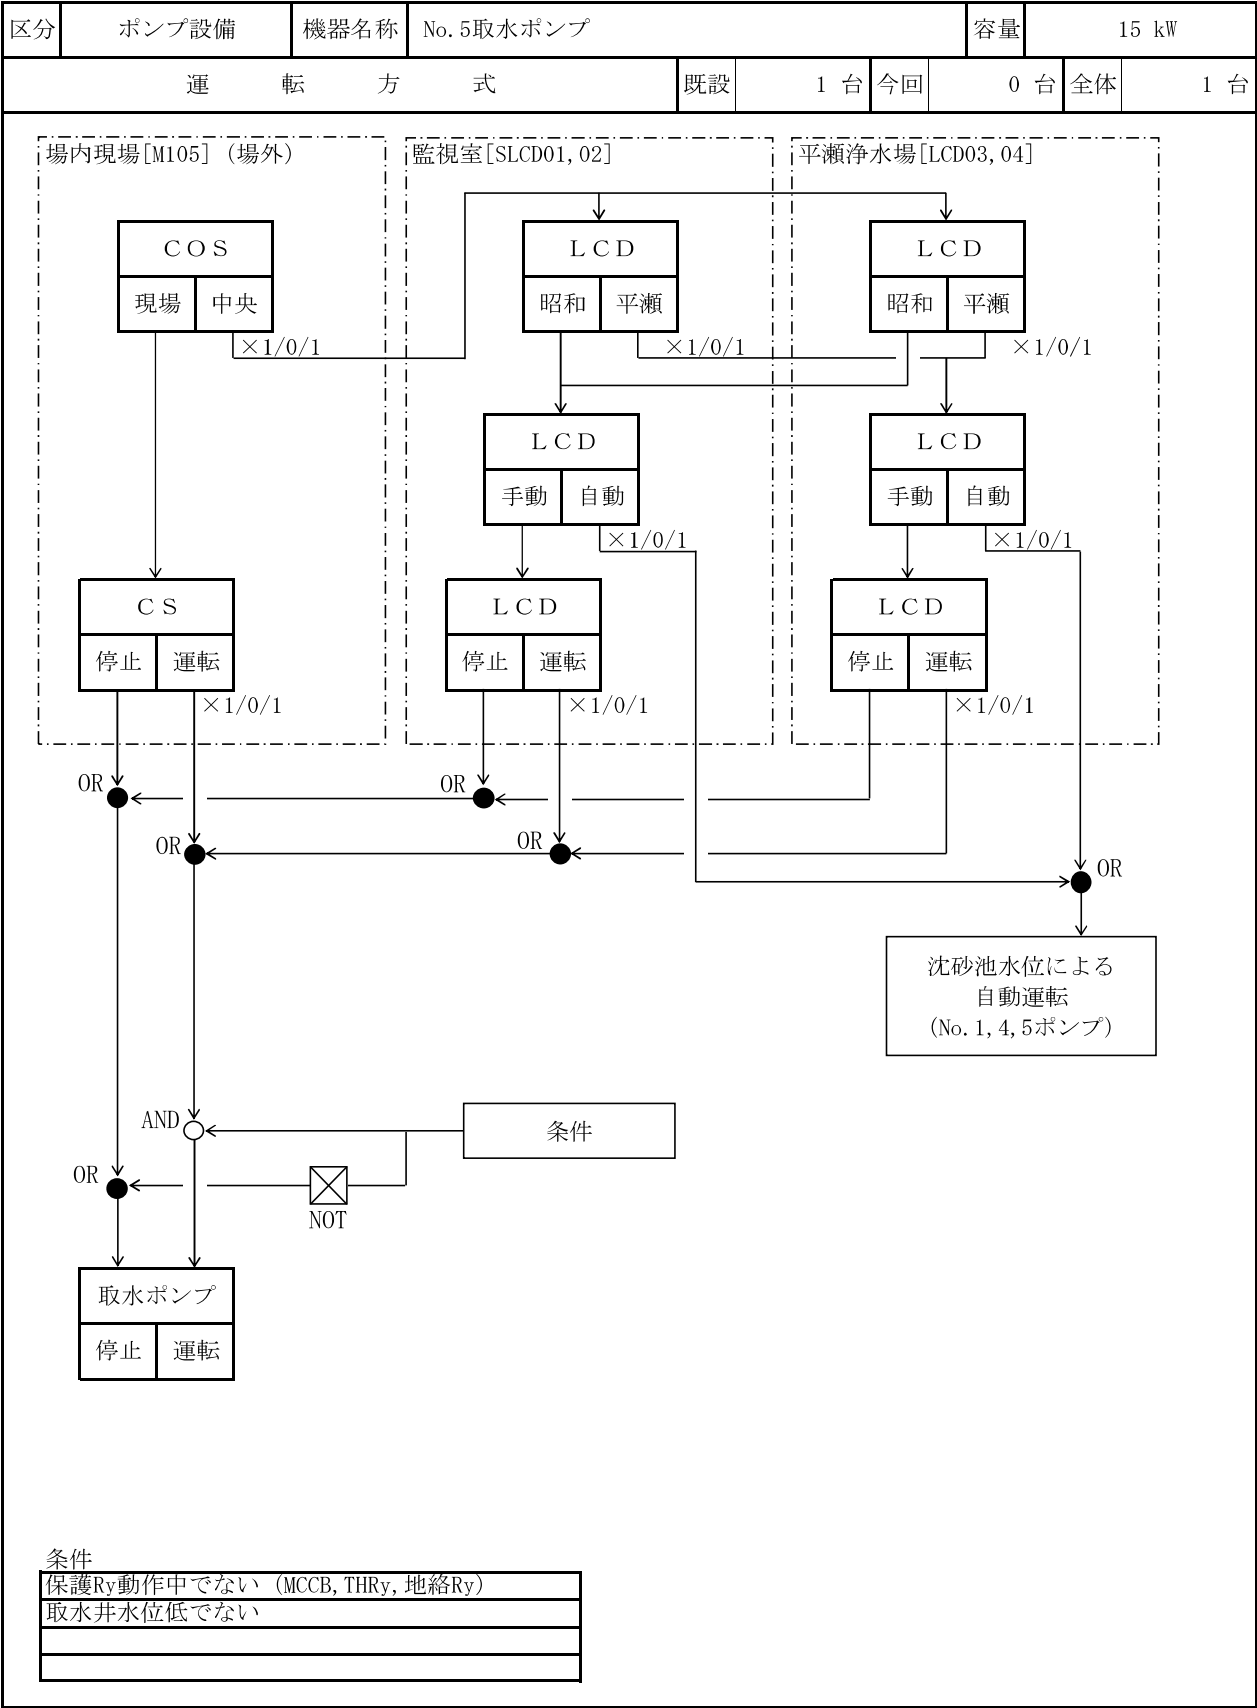 区分 ポンプ設備 機器名称 No.5取水ポンプ 容量 15 kW
運 転 方 式 既設 1 台 今回 0 台 全体 1 台
場内現場[M105]（場外） 監視室[SLCD01,02] 平瀬浄水場[LCD03,04]
ＣＯＳ ＬＣＤ ＬＣＤ
現場 中央 昭和 平瀬 昭和 平瀬
×1/0/1 ×1/0/1 ×1/0/1
ＬＣＤ ＬＣＤ
手動 自動 手動 自動
×1/0/1 ×1/0/1
ＣＳ ＬＣＤ ＬＣＤ
停止 運転 停止 運転 停止 運転
×1/0/1 ×1/0/1 ×1/0/1
OR OR
OR OR
OR
沈砂池水位による
自動運転
(No.1,4,5ポンプ)
AND 条件
OR
NOT
取水ポンプ
停止 運転
条件
保護Ry動作中でない（MCCB,THRy,地絡Ry）
取水井水位低でない